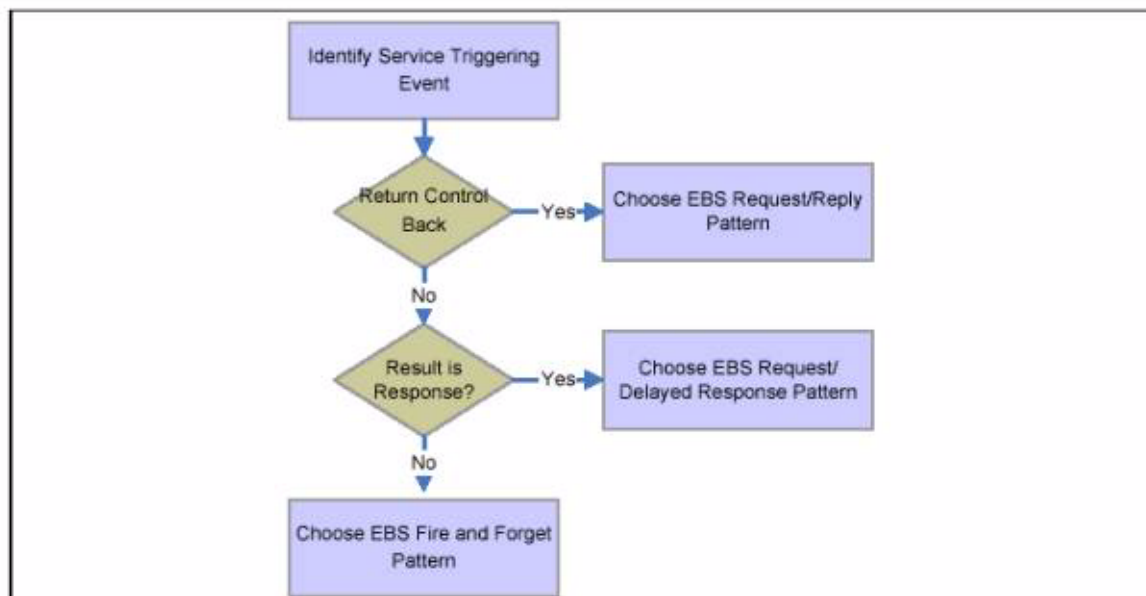 Identify Service Triggering
Event
Return Control
Back
Yes
Choose EBS Request/Reply
Pattern
No
Result is
Response?
Yes
Choose EBS Request/
Delayed Response Pattern
No
Choose EBS Fire and Forget
Pattern